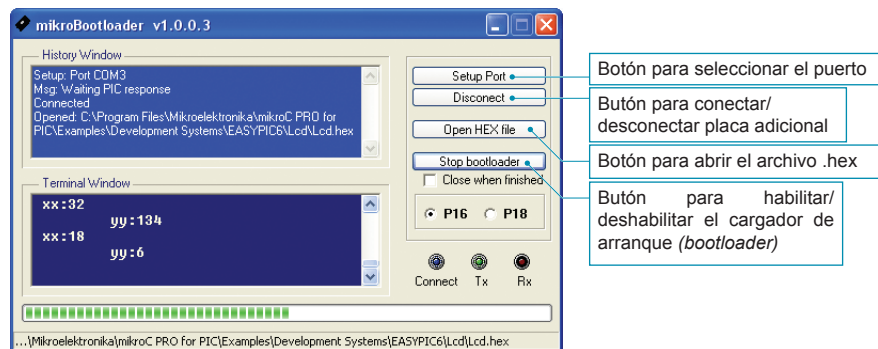 mikroBootloader v1.0.0.3
History Window
Setup: Port COM3
Msg: Waiting PIC response
Connected
Opened: C:\Program Files\Mikroelektronika\mikroC PRO for
PIC\Examples\Development Systems\EASYPIC6\Lcd\Lcd.hex
Terminal Window
xx:32
yy:134
xx:18
yy:6
Setup Port
Disconect
Open HEX file
Stop bootloader
Close when finished
P16 P18
Connect Tx Rx
...\Mikroelektronika\mikroC PRO for PIC\Examples\Development Systems\EASYPIC6\Lcd\Lcd.hex
Botón para seleccionar el puerto
Butón para conectar/
desconectar placa adicional
Botón para abrir el archivo .hex
Butón para habilitar/
deshabilitar el cargador de
arranque (bootloader)